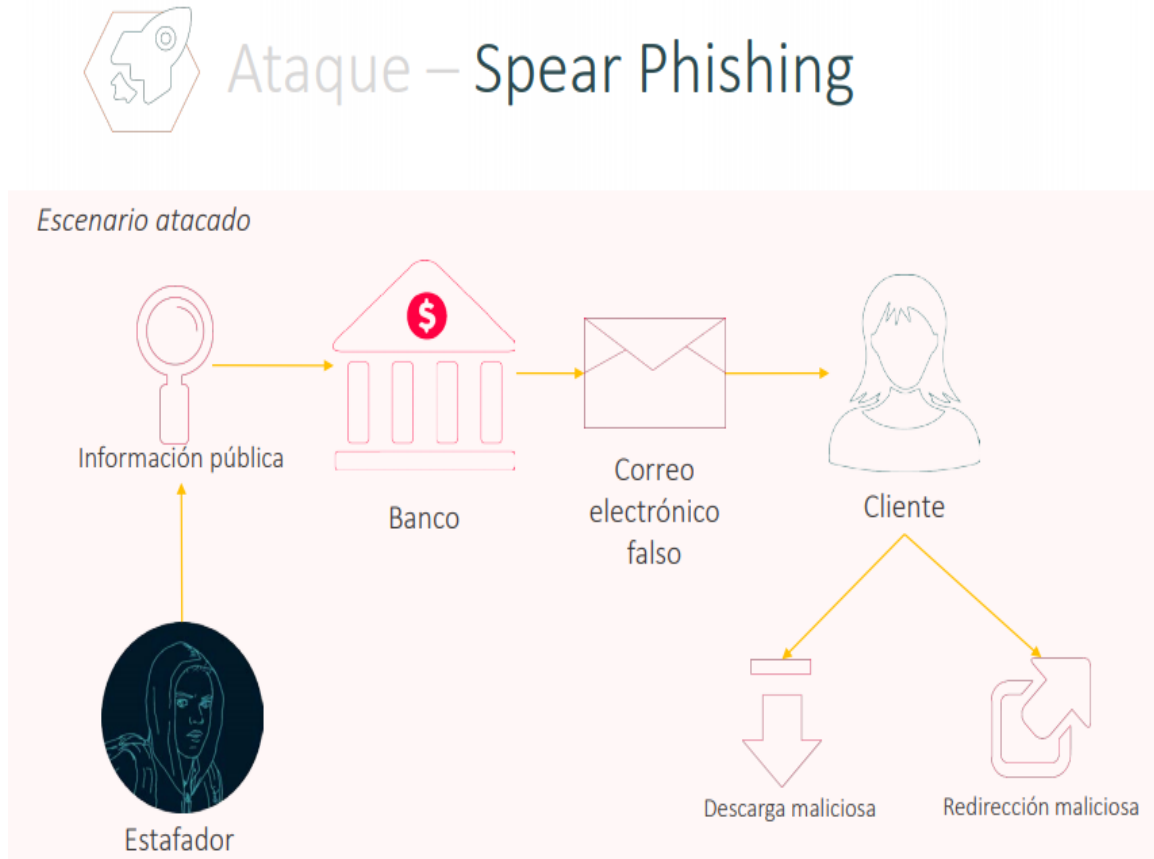 Ataque – Spear Phishing
Escenario atacado
$
Información pública
Banco
Correo
electrónico
falso
Cliente
Estafador
Descarga maliciosa
Redirección maliciosa